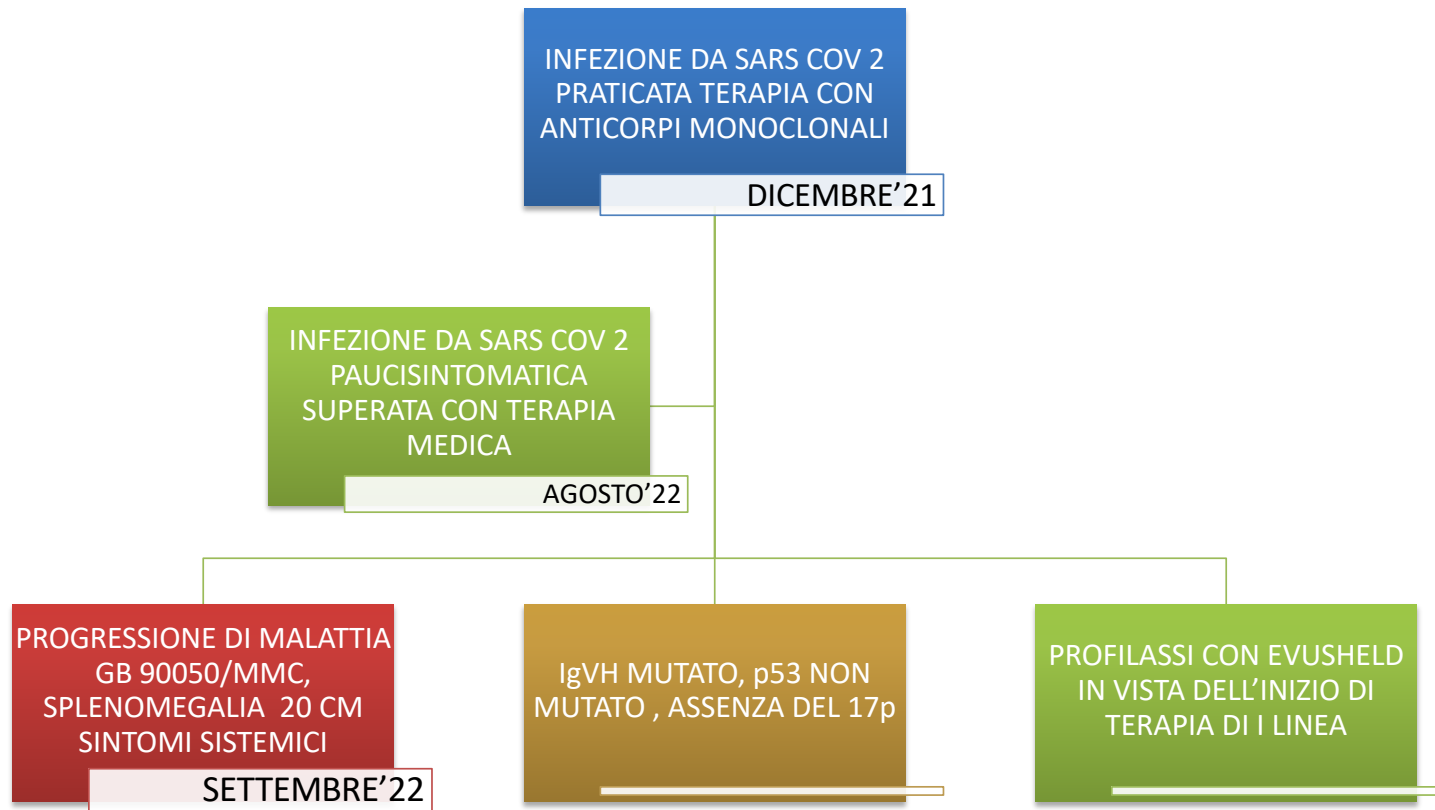 INFEZIONE DA SARS COV 2
PRATICATA TERAPIA CON
ANTICORPI MONOCLONALI
DICEMBRE'21
INFEZIONE DA SARS COV 2
PAUCISINTOMATICA
SUPERATA CON TERAPIA
MEDICA
AGOSTO'22
PROGRESSIONE DI MALATTIA
GB 90050/MMC,
SPLENOMEGALIA 20 CM
SINTOMI SISTEMICI
SETTEMBRE'22
IgVH MUTATO, p53 NON
MUTATO , ASSENZA DEL 17p
PROFILASSI CON EVUSHELD
IN VISTA DELL'INIZIO DI
TERAPIA DI I LINEA